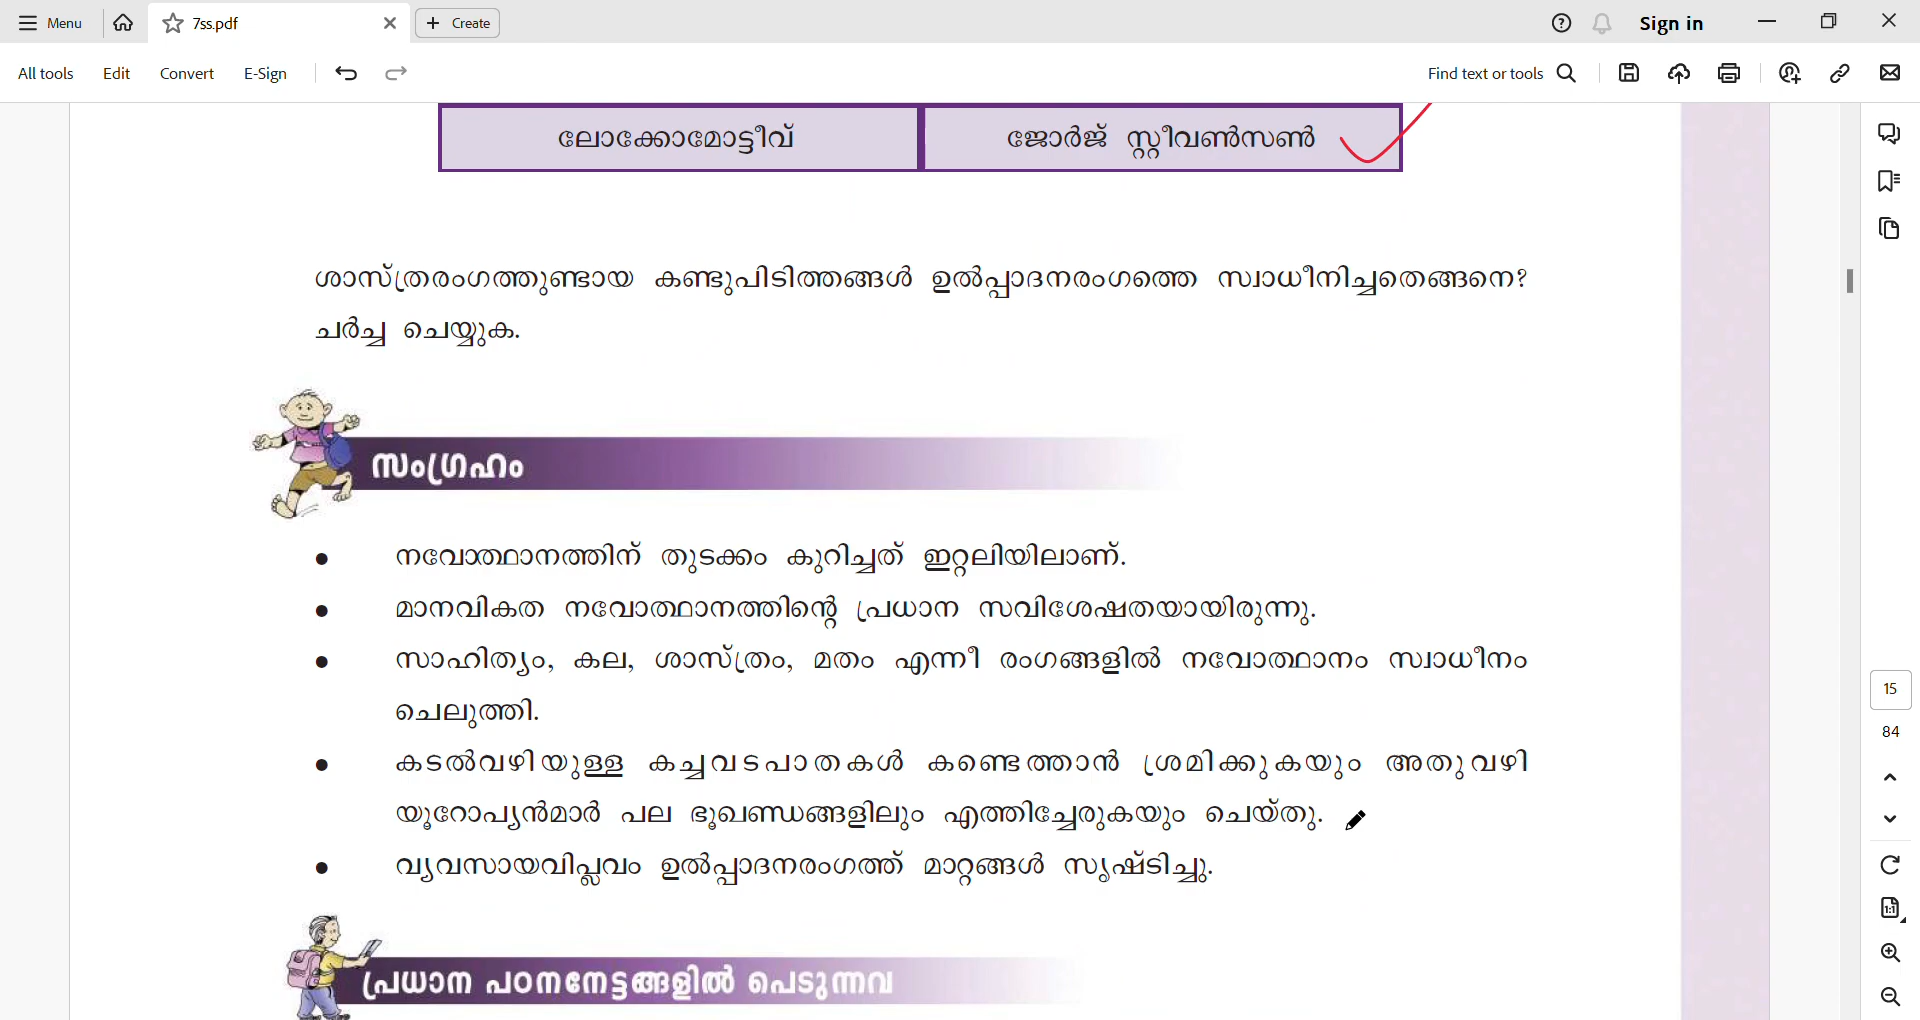 Menu
7ss.pdf
Create
Sign in
All tools
Edit
Convert
E-Sign
Find text or tools
ലോക്കോമോട്ടീവ്
ജോർജ് സ്റ്റീവൺസൺ
ശാസ്ത്രരംഗത്തുണ്ടായ കണ്ടുപിടിത്തങ്ങൾ ഉൽപ്പാദനരംഗത്തെ സ്വാധീനിച്ചതെങ്ങനെ?
ചർച്ച ചെയ്യുക.
സംഗ്രഹം
● നവോത്ഥാനത്തിന് തുടക്കം കുറിച്ചത് ഇറ്റലിയിലാണ്.
● മാനവികത നവോത്ഥാനത്തിന്റെ പ്രധാന സവിശേഷതയായിരുന്നു.
● സാഹിത്യം, കല, ശാസ്ത്രം, മതം എന്നീ രംഗങ്ങളിൽ നവോത്ഥാനം സ്വാധീനം
ചെലുത്തി.
● കടൽവഴിയുള്ള കച്ചവടപാതകൾ കണ്ടെത്താൻ ശ്രമിക്കുകയും അതുവഴി
യൂറോപ്യൻമാർ പല ഭൂഖണ്ഡങ്ങളിലും എത്തിച്ചേരുകയും ചെയ്തു.
● വ്യവസായവിപ്ലവം ഉൽപ്പാദനരംഗത്ത് മാറ്റങ്ങൾ സൃഷ്ടിച്ചു.
പ്രധാന പഠനനേട്ടങ്ങളിൽ പെടുന്നവ
15
84
1:1